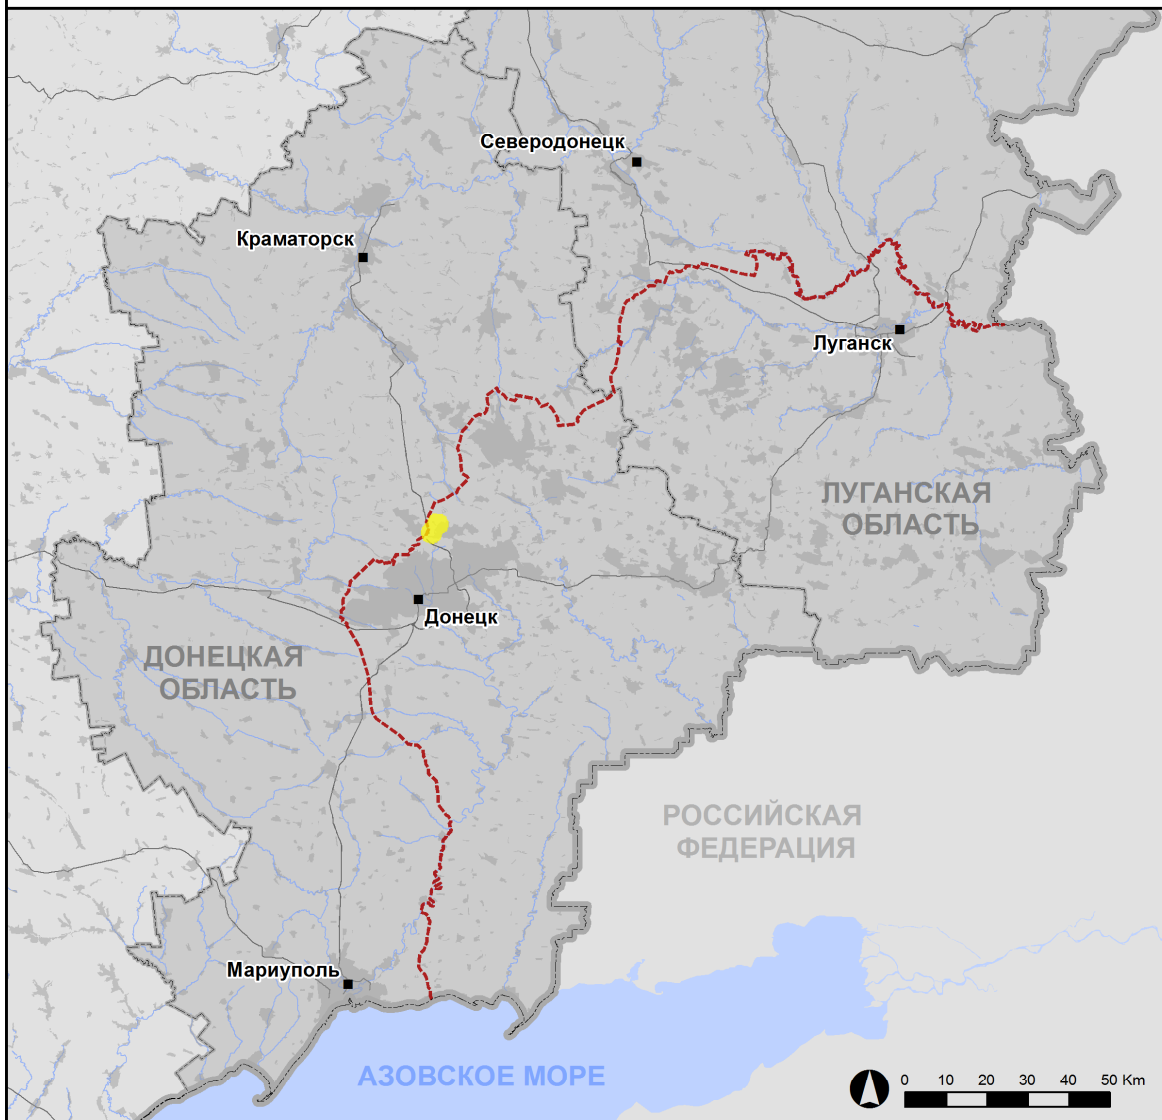 Северодонецк
Краматорск
Луганск
ЛУГАНСКАЯ
ОБЛАСТЬ
Донецк
ДОНЕЦКАЯ
ОБЛАСТЬ
РОССИЙСКАЯ
ФЕДЕРАЦИЯ
Мариуполь
АЗОВСКОЕ МОРЕ
0 10 20 30 40 50 Km